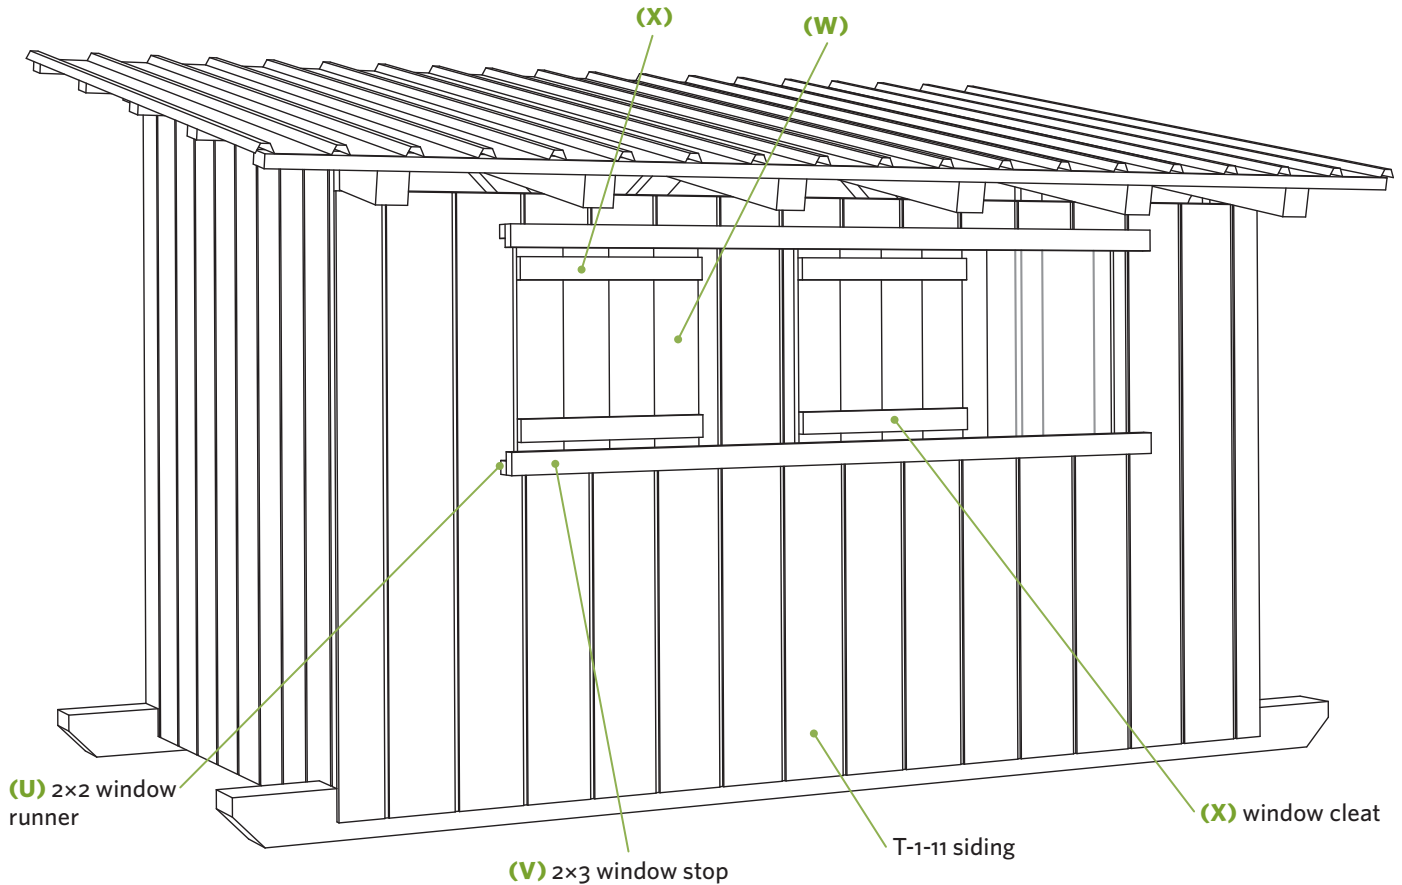 (X)
(W)
(U) 2×2 window
runner
(X) window cleat
T-1-11 siding
(V) 2×3 window stop